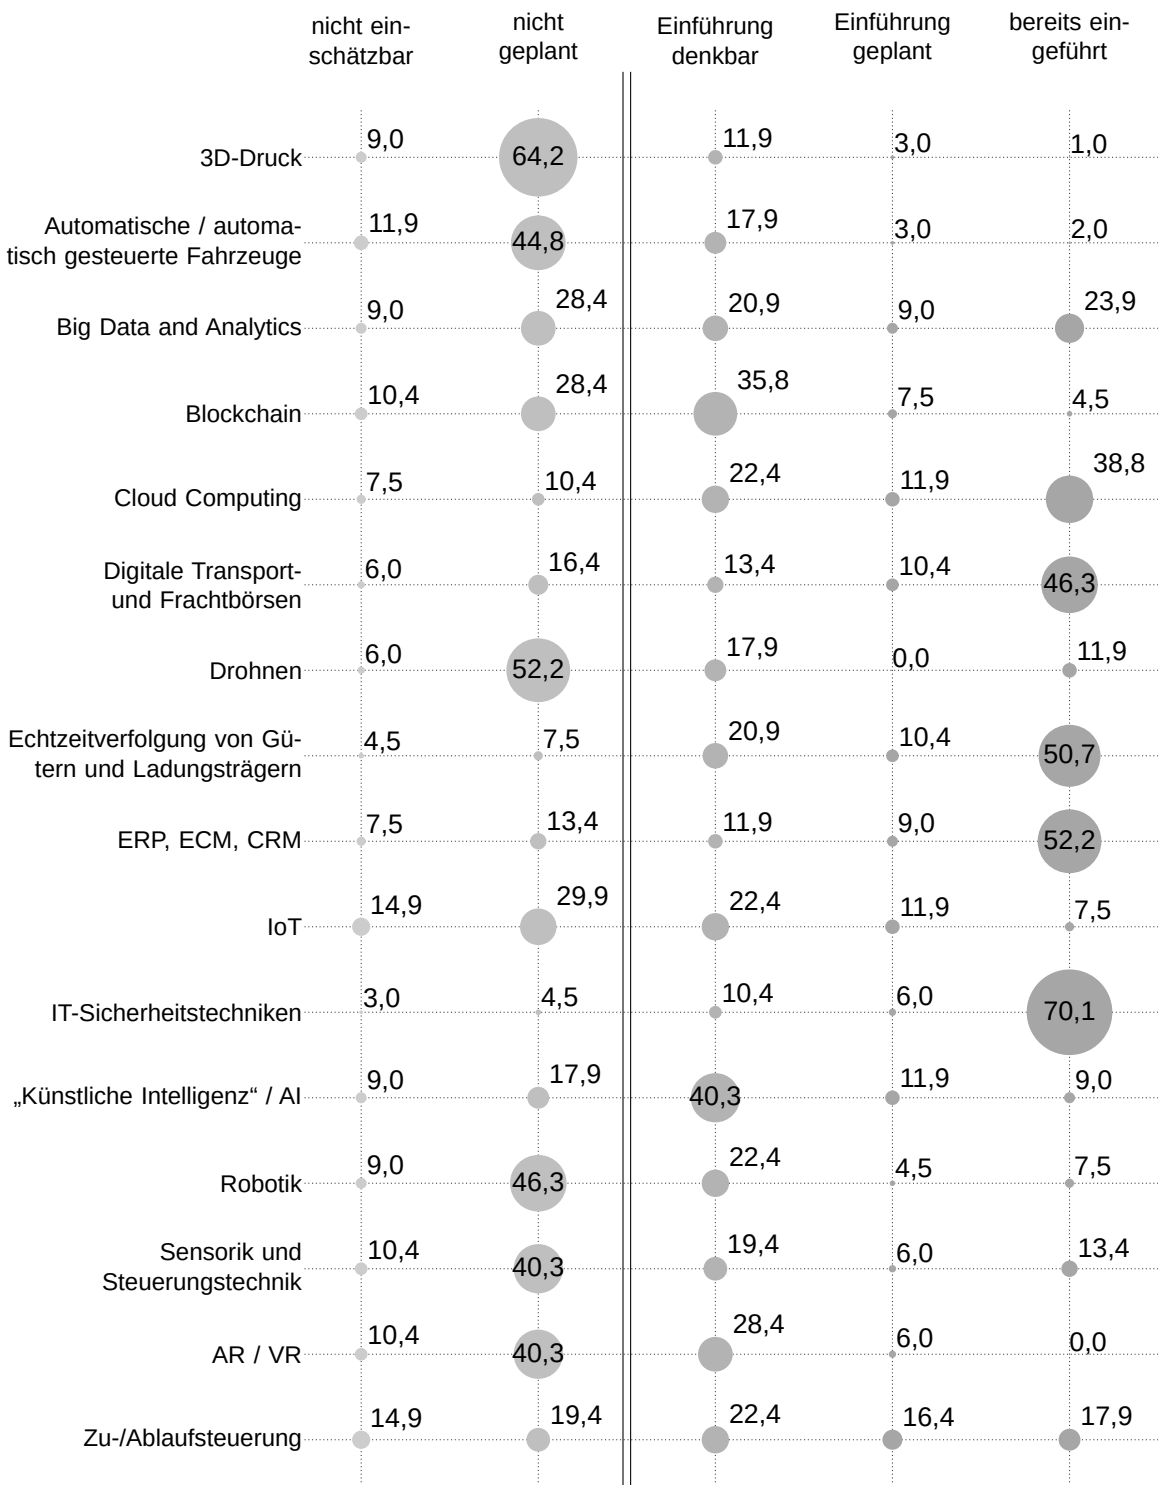 nicht ein-
schätzbar
nicht
geplant
Einführung
denkbar
Einführung
geplant
bereits ein-
geführt
3D-Druck 9,0 64,2 11,9 3,0 1,0
Automatische / automa-
tisch gesteuerte Fahrzeuge 11,9 44,8 17,9 3,0 2,0
Big Data and Analytics 9,0 28,4 20,9 9,0 23,9
Blockchain 10,4 28,4 35,8 7,5 4,5
Cloud Computing 7,5 10,4 22,4 11,9 38,8
Digitale Transport-
und Frachtbörsen 6,0 16,4 13,4 10,4 46,3
Drohnen 6,0 52,2 17,9 0,0 11,9
Echtzeitverfolgung von Gü-
tern und Ladungsträgern 4,5 7,5 20,9 10,4 50,7
ERP, ECM, CRM 7,5 13,4 11,9 9,0 52,2
IoT 14,9 29,9 22,4 11,9 7,5
IT-Sicherheitstechniken 3,0 4,5 10,4 6,0 70,1
„Künstliche Intelligenz“ / AI 9,0 17,9 40,3 11,9 9,0
Robotik 9,0 46,3 22,4 4,5 7,5
Sensorik und
Steuerungstechnik 10,4 40,3 19,4 6,0 13,4
AR / VR 10,4 40,3 28,4 6,0 0,0
Zu-/Ablaufsteuerung 14,9 19,4 22,4 16,4 17,9